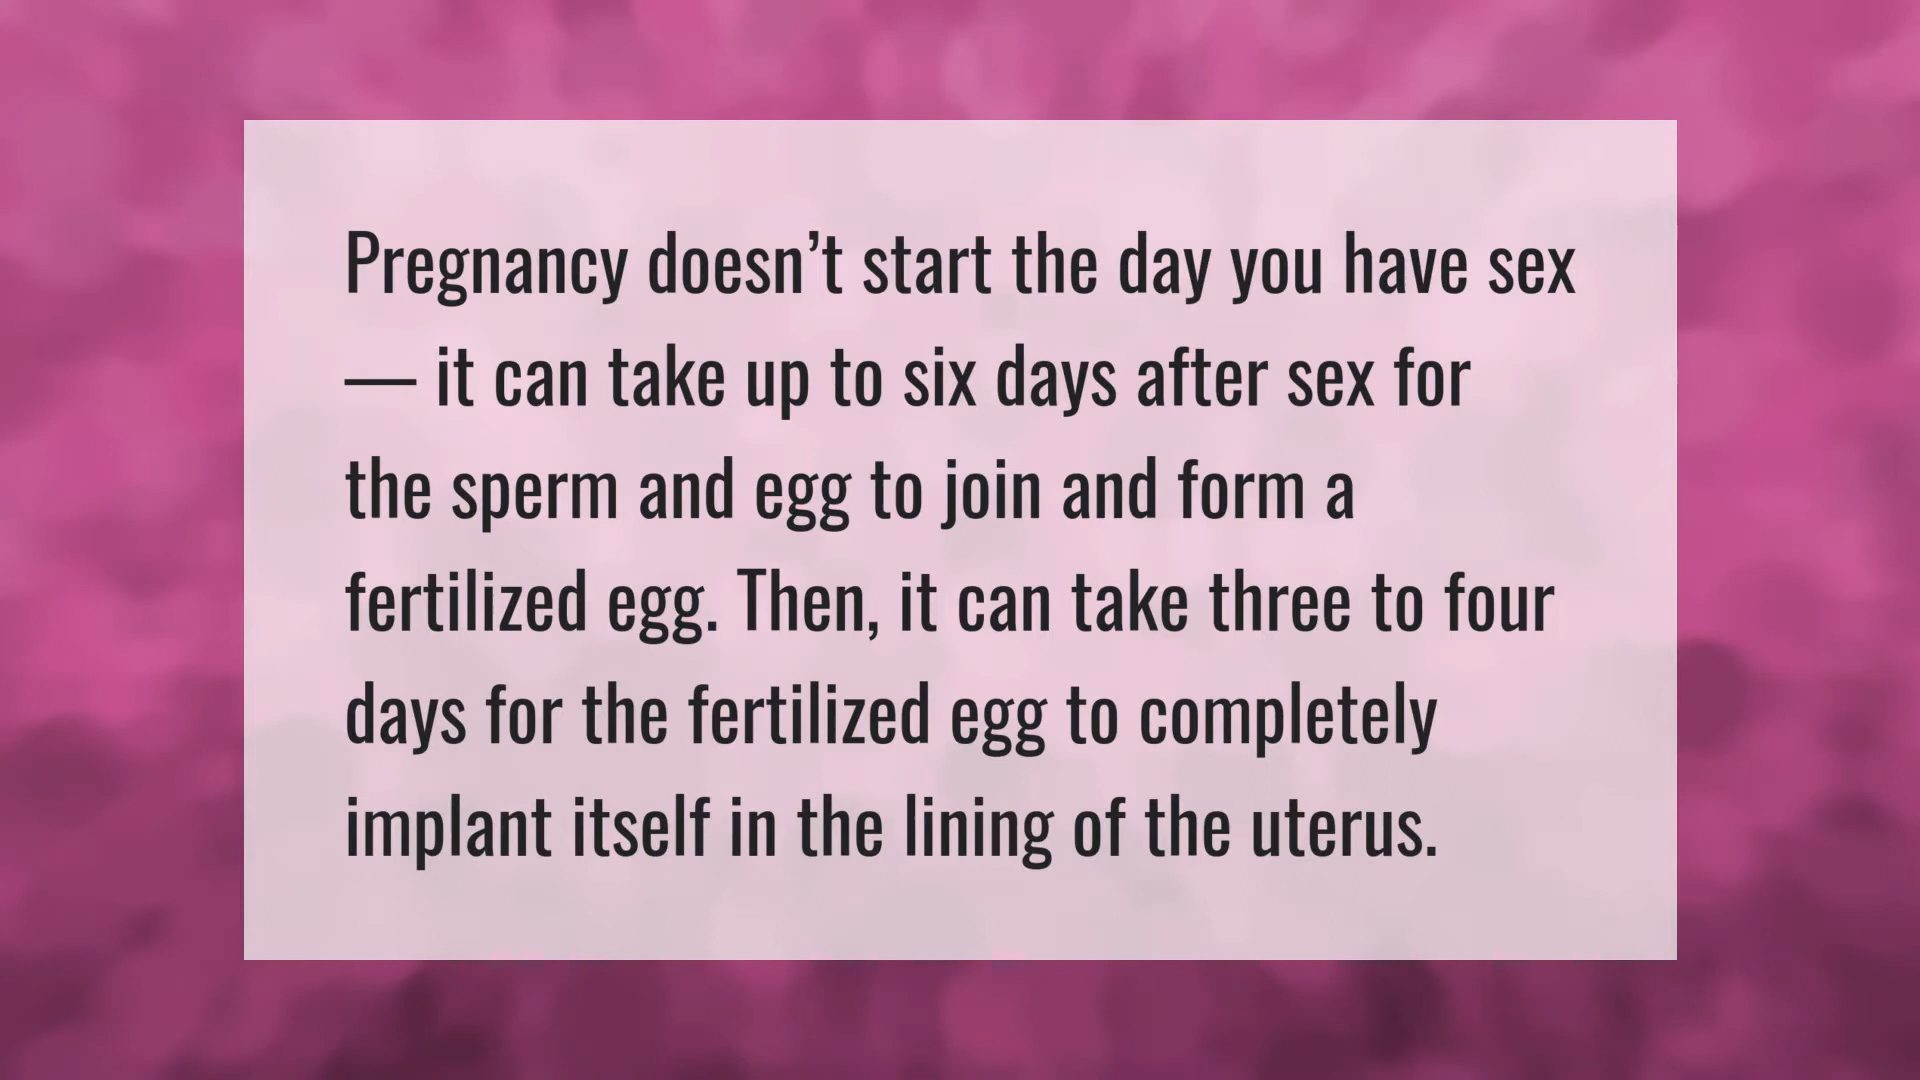 Pregnancy doesn’t start the day you have sex
— it can take up to six days after sex for
the sperm and egg to join and form a
fertilized egg. Then, it can take three to four
days for the fertilized egg to completely
implant itself in the lining of the uterus.